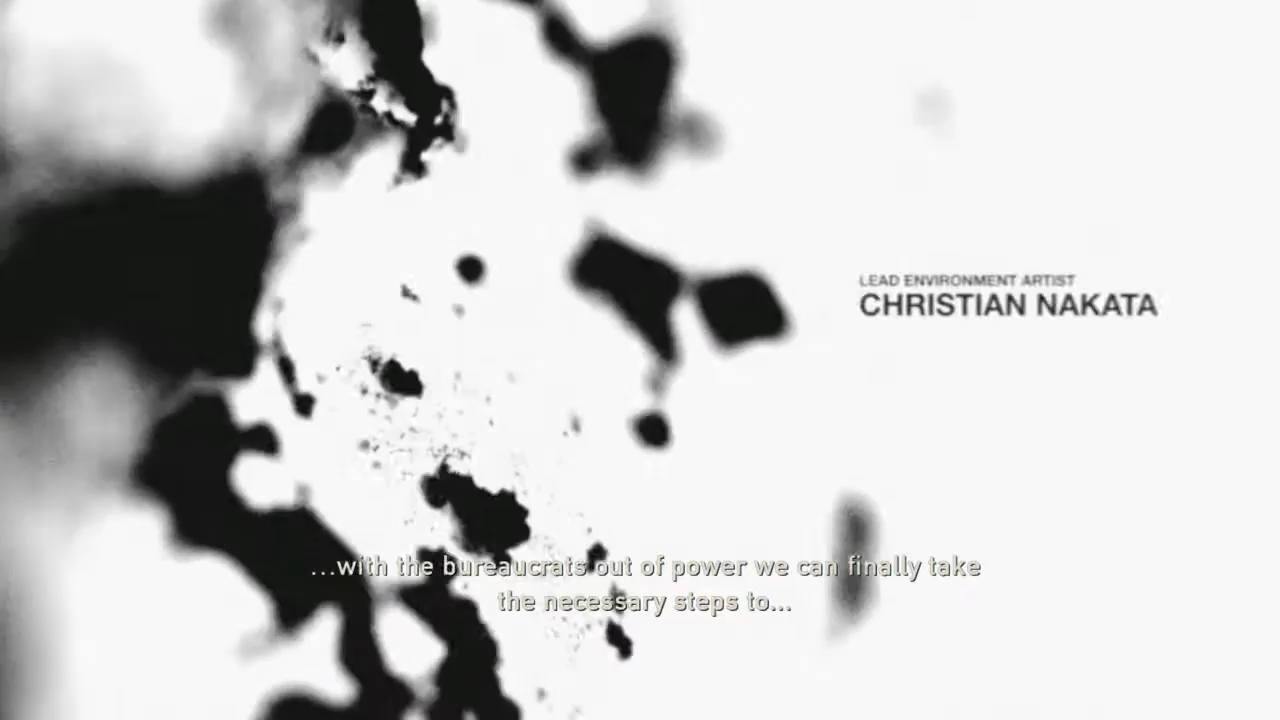 LEAD ENVIRONMENT ARTIST
CHRISTIAN NAKATA
...with the bureaucrats out of power we can finally take
the necessary steps to...